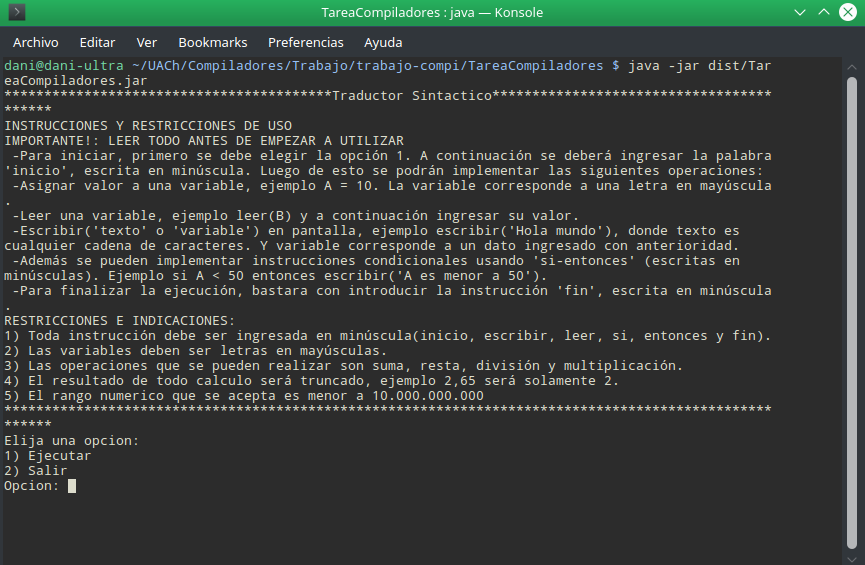 TareaCompiladores : java — Konsole
Archivo Editar Ver Bookmarks Preferencias Ayuda
dani@dani-ultra ~/UACh/Compiladores/Trabajo/trabajo-compi/TareaCompiladores $ java -jar dist/Tar
eaCompiladores.jar
*****************************************Traductor Sintactico***********************************
******
INSTRUCCIONES Y RESTRICCIONES DE USO
IMPORTANTE!: LEER TODO ANTES DE EMPEZAR A UTILIZAR
 -Para iniciar, primero se debe elegir la opción 1. A continuación se deberá ingresar la palabra
'inicio', escrita en minúscula. Luego de esto se podrán implementar las siguientes operaciones:
 -Asignar valor a una variable, ejemplo A = 10. La variable corresponde a una letra en mayúscula
.
 -Leer una variable, ejemplo leer(B) y a continuación ingresar su valor.
 -Escribir('texto' o 'variable') en pantalla, ejemplo escribir('Hola mundo'), donde texto es
cualquier cadena de caracteres. Y variable corresponde a un dato ingresado con anterioridad.
 -Además se pueden implementar instrucciones condicionales usando 'si-entonces' (escritas en
minúsculas). Ejemplo si A < 50 entonces escribir('A es menor a 50').
 -Para finalizar la ejecución, bastara con introducir la instrucción 'fin', escrita en minúscula
.
RESTRICCIONES E INDICACIONES:
1) Toda instrucción debe ser ingresada en minúscula(inicio, escribir, leer, si, entonces y fin).
2) Las variables deben ser letras en mayúsculas.
3) Las operaciones que se pueden realizar son suma, resta, división y multiplicación.
4) El resultado de todo calculo será truncado, ejemplo 2,65 será solamente 2.
5) El rango numerico que se acepta es menor a 10.000.000.000
************************************************************************************************
******
Elija una opcion:
1) Ejecutar
2) Salir
Opcion: